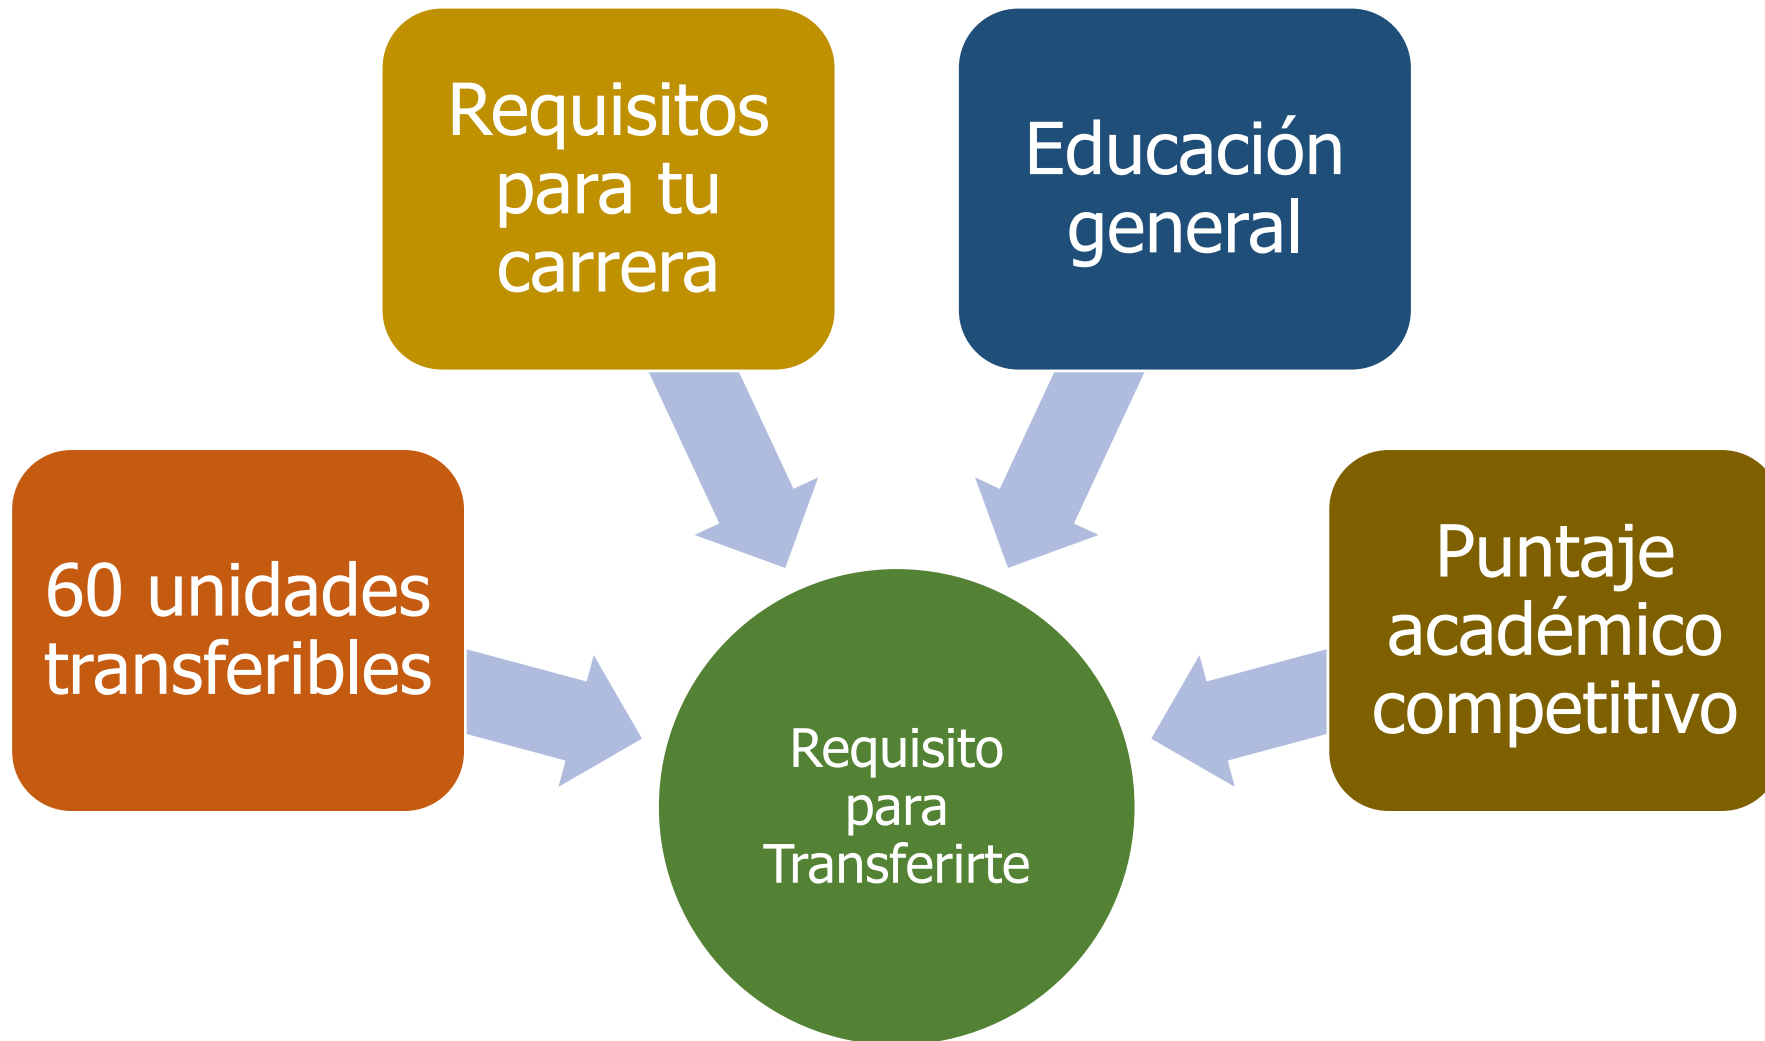 Requisitos
para tu
carrera
Educación
general
60 unidades
transferibles
Puntaje
académico
competitivo
Requisito
para
Transferirte